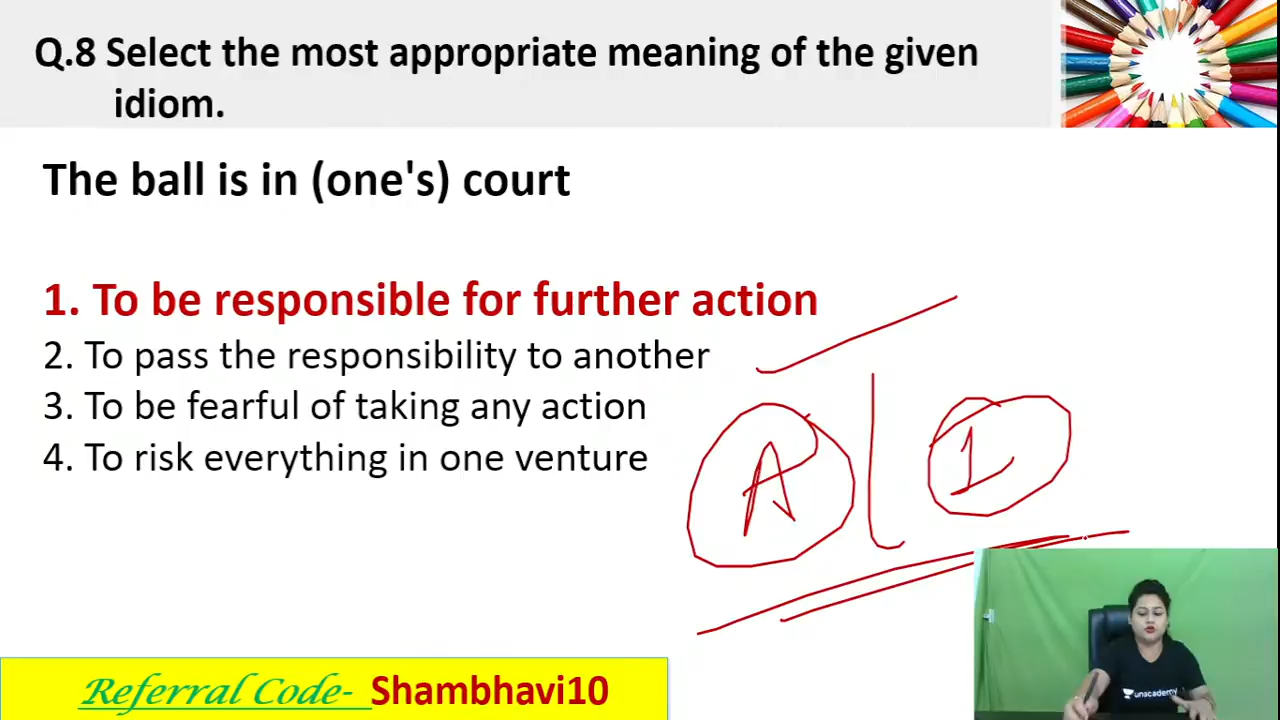 Q.8 Select the most appropriate meaning of the given
idiom.
The ball is in (one's) court
1. To be responsible for further action
2. To pass the responsibility to another
3. To be fearful of taking any action
4. To risk everything in one venture
A
I
unacademy
Referral Code- Shambhavi10